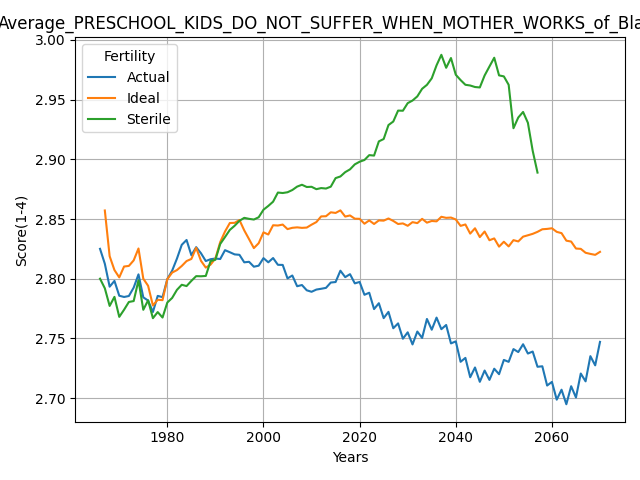 Average_PRESCHOOL_KIDS_DO_NOT_SUFFER_WHEN_MOTHER_WORKS_of_Bla
Fertility
Actual
Ideal
Sterile
Score(1-4)
3.00
2.95
2.90
2.85
2.80
2.75
2.70
1980 2000 2020 2040 2060
Years